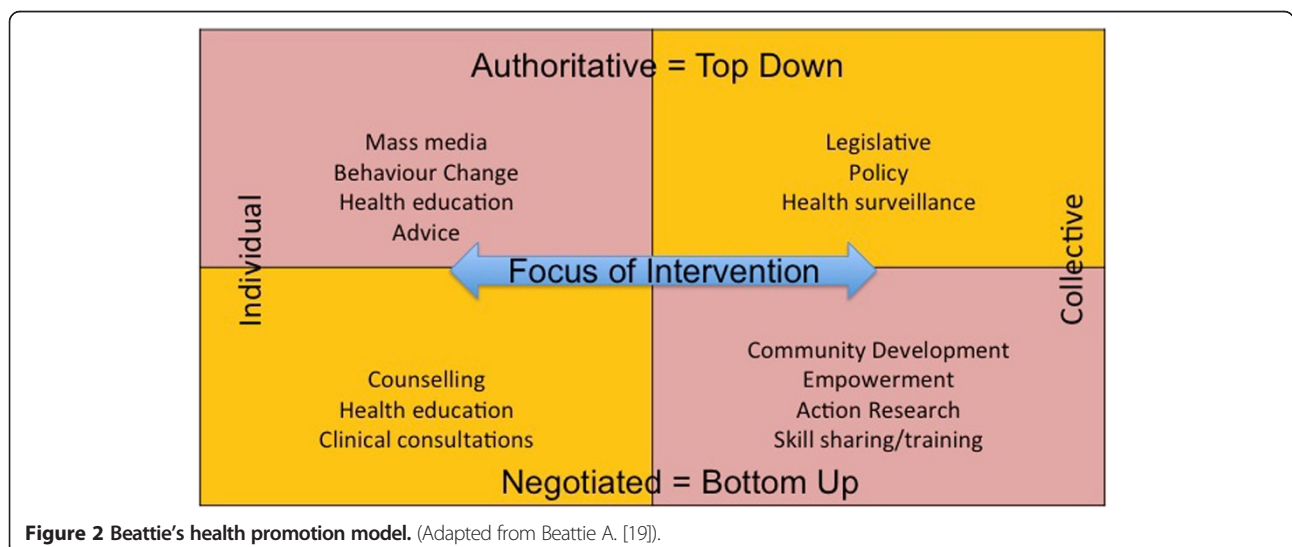 Authoritative = Top Down
Mass media
Behaviour Change
Health education
Advice
Legislative
Policy
Health surveillance
Individual
Focus of Intervention
Collective
Counselling
Health education
Clinical consultations
Community Development
Empowerment
Action Research
Skill sharing/training
Negotiated = Bottom Up
Figure 2 Beattie's health promotion model. (Adapted from Beattie A. [19]).